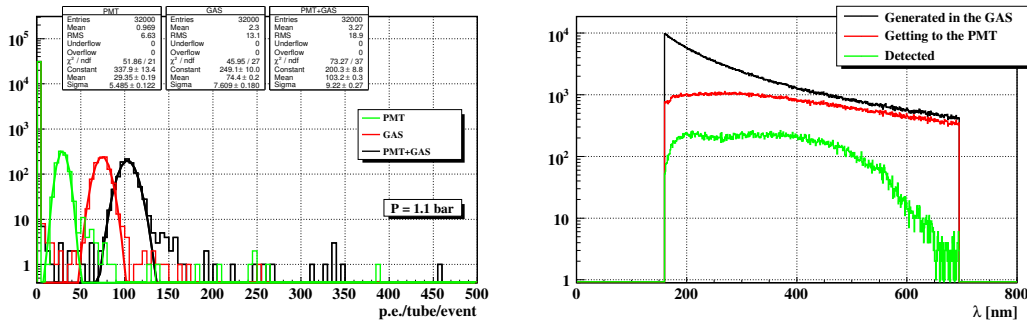 PMT
Entries 32000
Mean 0.969
RMS 6.63
Underflow 0
Overflow 0
χ² / ndf 51.86 / 21
Constant 337.9 ± 13.4
Mean 29.35 ± 0.19
Sigma 5.485 ± 0.122
GAS
Entries 32000
Mean 2.3
RMS 13.1
Underflow 0
Overflow 0
χ² / ndf 45.95 / 27
Constant 249.1 ± 10.0
Mean 74.4 ± 0.2
Sigma 7.609 ± 0.180
PMT+GAS
Entries 32000
Mean 3.27
RMS 18.9
Underflow 0
Overflow 0
χ² / ndf 73.27 / 37
Constant 200.3 ± 8.8
Mean 103.2 ± 0.3
Sigma 9.22 ± 0.27
10⁵
10⁴
10³
10²
10
1
PMT
GAS
PMT+GAS
P = 1.1 bar
0 50 100 150 200 250 300 350 400 450 500
p.e./tube/event
10⁴
10³
10²
10
1
Generated in the GAS
Getting to the PMT
Detected
0 200 400 600 800
λ [nm]